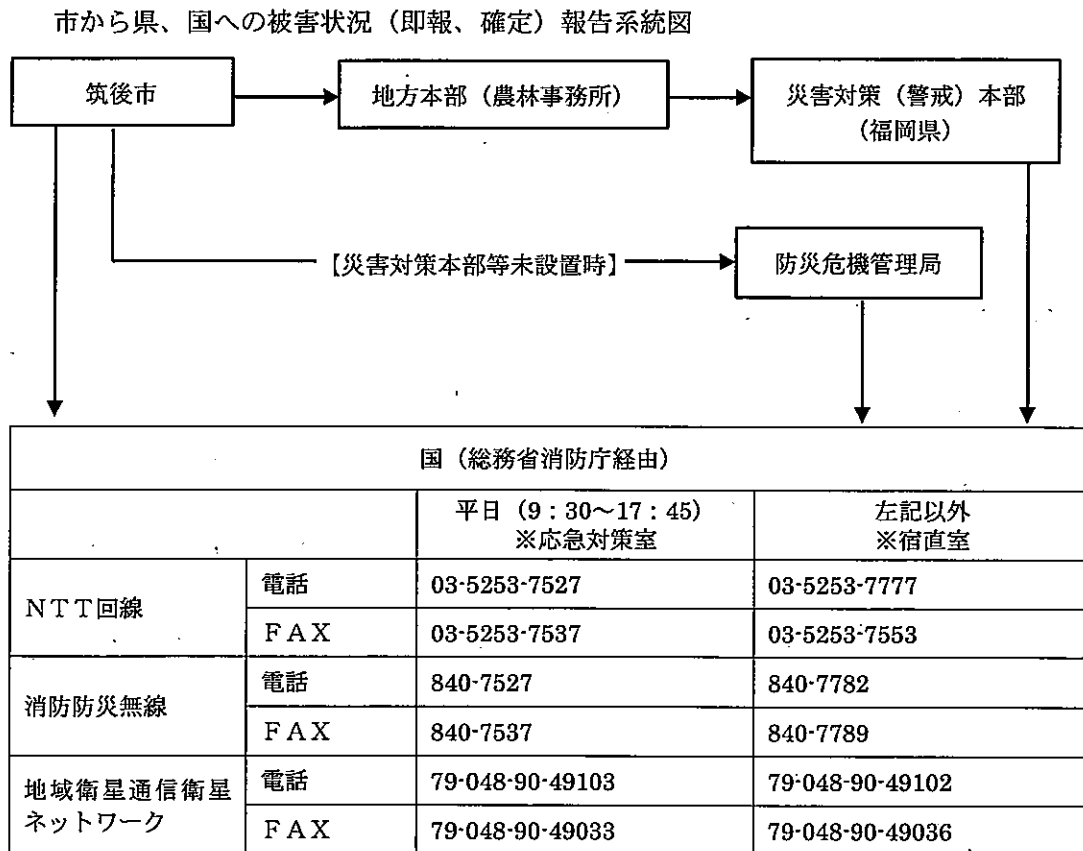 市から県、国への被害状況（即報、確定）報告系統図
筑後市
地方本部（農林事務所）
災害対策（警戒）本部
（福岡県）
【災害対策本部等未設置時】
防災危機管理局
国（総務省消防庁経由）
平日（9：30～17：45）
※応急対策室
左記以外
※宿直室
ＮＴＴ回線
電話
03-5253-7527
03-5253-7777
ＦＡＸ
03-5253-7537
03-5253-7553
消防防災無線
電話
840-7527
840-7782
ＦＡＸ
840-7537
840-7789
地域衛星通信衛星
ネットワーク
電話
79-048-90-49103
79-048-90-49102
ＦＡＸ
79-048-90-49033
79-048-90-49036